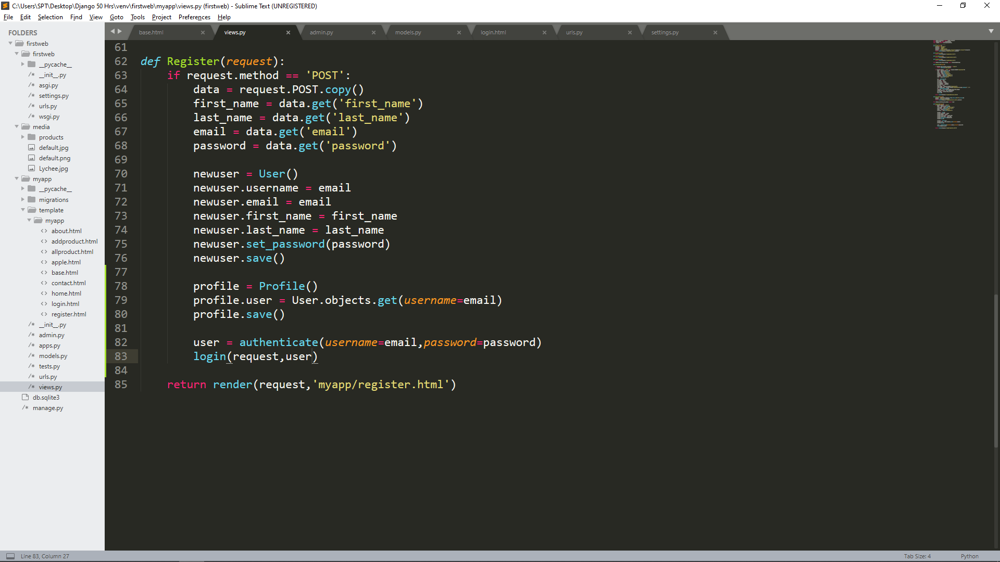 C:\Users\SPT\Desktop\Django 50 Hrs\venv\firstweb\myapp\views.py (firstweb) - Sublime Text (UNREGISTERED)
File Edit Selection Find View Goto Tools Project Preferences Help
FOLDERS
firstweb
firstweb
__pycache__
/* __init__.py
/* asgi.py
/* settings.py
/* urls.py
/* wsgi.py
media
products
default.jpg
default.png
Lychee.jpg
myapp
__pycache__
migrations
template
myapp
<> about.html
<> addproduct.html
<> allproduct.html
<> apple.html
<> base.html
<> contact.html
<> home.html
<> login.html
<> register.html
/* __init__.py
/* admin.py
/* apps.py
/* models.py
/* tests.py
/* urls.py
/* views.py
db.sqlite3
/* manage.py
base.html views.py admin.py models.py login.html urls.py settings.py
61
62 def Register(request):
63     if request.method == 'POST':
64         data = request.POST.copy()
65         first_name = data.get('first_name')
66         last_name = data.get('last_name')
67         email = data.get('email')
68         password = data.get('password')
69
70         newuser = User()
71         newuser.username = email
72         newuser.email = email
73         newuser.first_name = first_name
74         newuser.last_name = last_name
75         newuser.set_password(password)
76         newuser.save()
77
78         profile = Profile()
79         profile.user = User.objects.get(username=email)
80         profile.save()
81
82         user = authenticate(username=email,password=password)
83         login(request,user)
84
85     return render(request,'myapp/register.html')
Line 83, Column 27 Tab Size: 4 Python